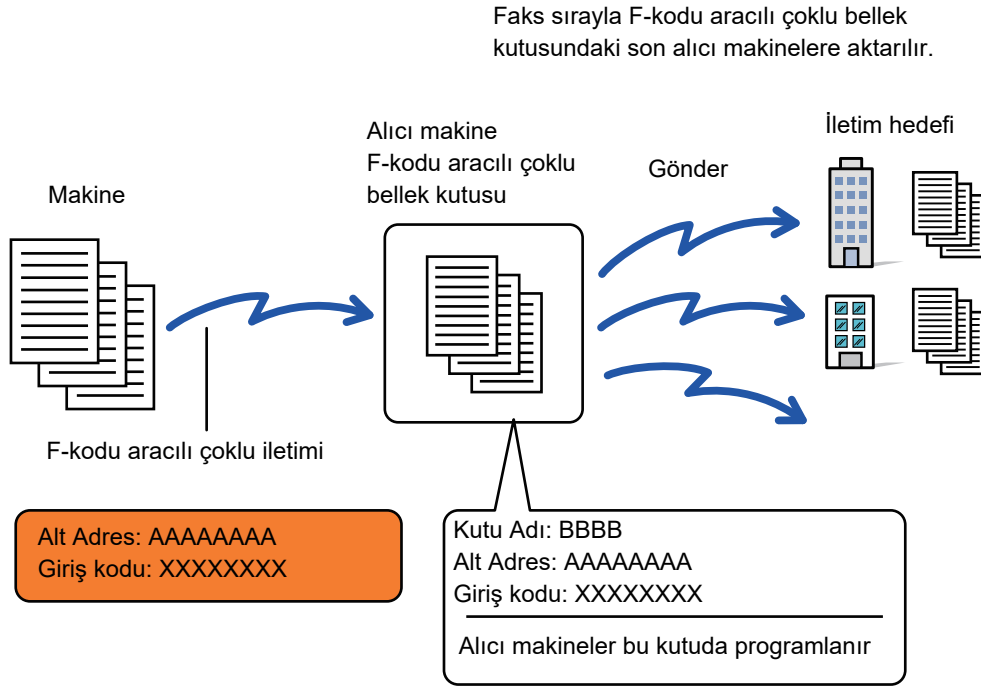 Faks sırayla F-kodu aracılı çoklu bellek
kutusundaki son alıcı makinelere aktarılır.
Makine
Alıcı makine
F-kodu aracılı çoklu
bellek kutusu
Gönder
İletim hedefi
F-kodu aracılı çoklu iletimi
Alt Adres: AAAAAAAA
Giriş kodu: XXXXXXXX
Kutu Adı: BBBB
Alt Adres: AAAAAAAA
Giriş kodu: XXXXXXXX
Alıcı makineler bu kutuda programlanır